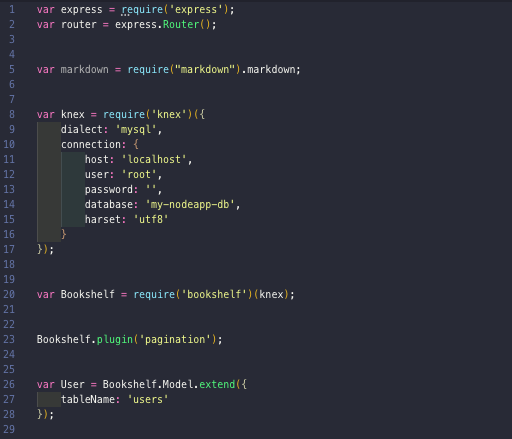 1 var express = require('express');
2 var router = express.Router();
3
4
5 var markdown = require("markdown").markdown;
6
7
8 var knex = require('knex')({
9 dialect: 'mysql',
10 connection: {
11 host: 'localhost',
12 user: 'root',
13 password: '',
14 database: 'my-nodeapp-db',
15 harset: 'utf8'
16 }
17 });
18
19
20 var Bookshelf = require('bookshelf')(knex);
21
22
23 Bookshelf.plugin('pagination');
24
25
26 var User = Bookshelf.Model.extend({
27 tableName: 'users'
28 });
29